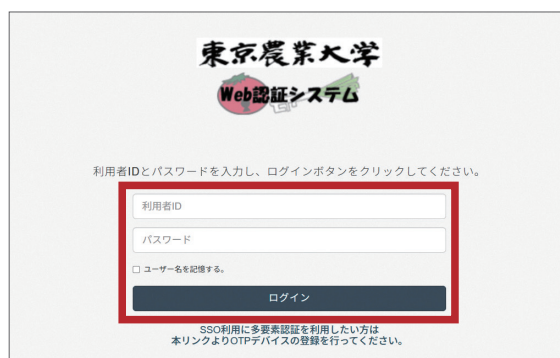 東京農業大学
Web認証システム
利用者IDとパスワードを入力し、ログインボタンをクリックしてください。
利用者ID
パスワード
ユーザー名を記憶する。
ログイン
SSO利用に多要素認証を利用したい方は
本リンクよりOTPデバイスの登録を行ってください。